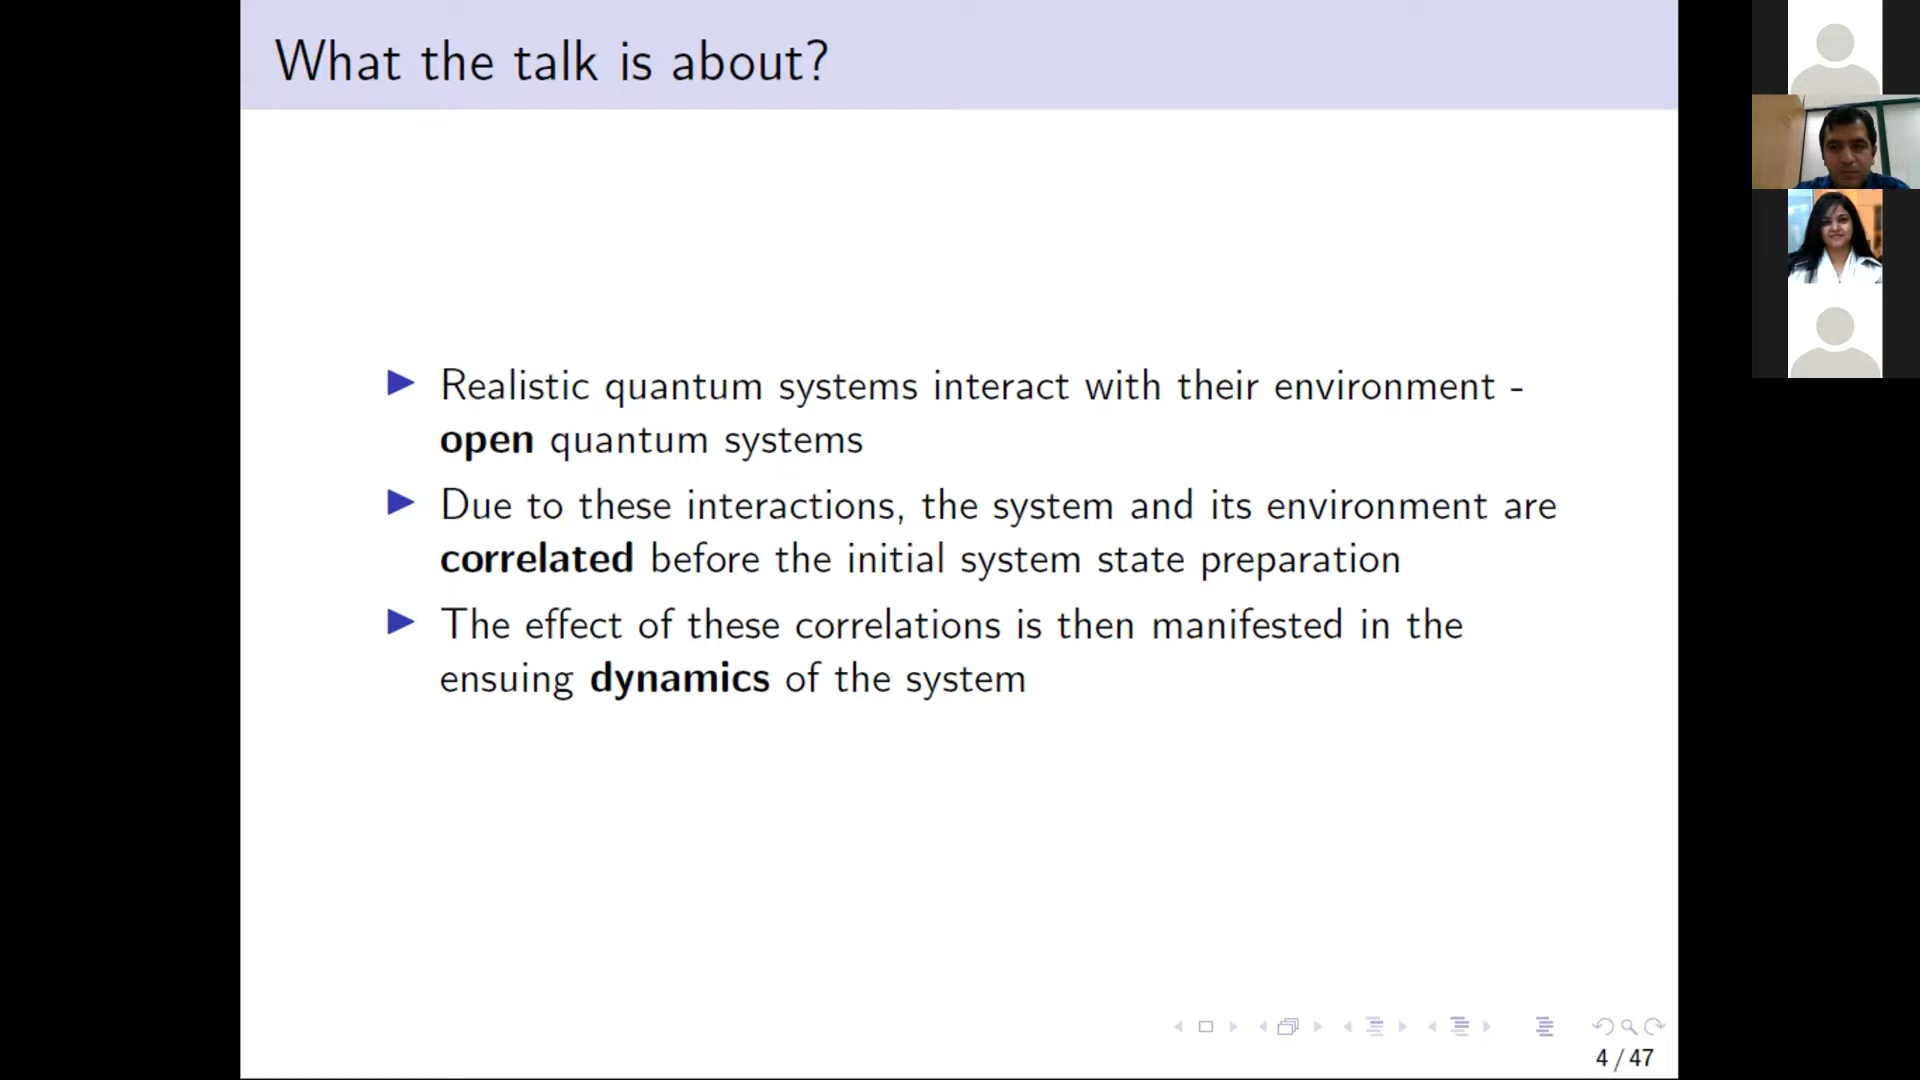 What the talk is about?
Realistic quantum systems interact with their environment -
open quantum systems
Due to these interactions, the system and its environment are
correlated before the initial system state preparation
The effect of these correlations is then manifested in the
ensuing dynamics of the system
4 / 47